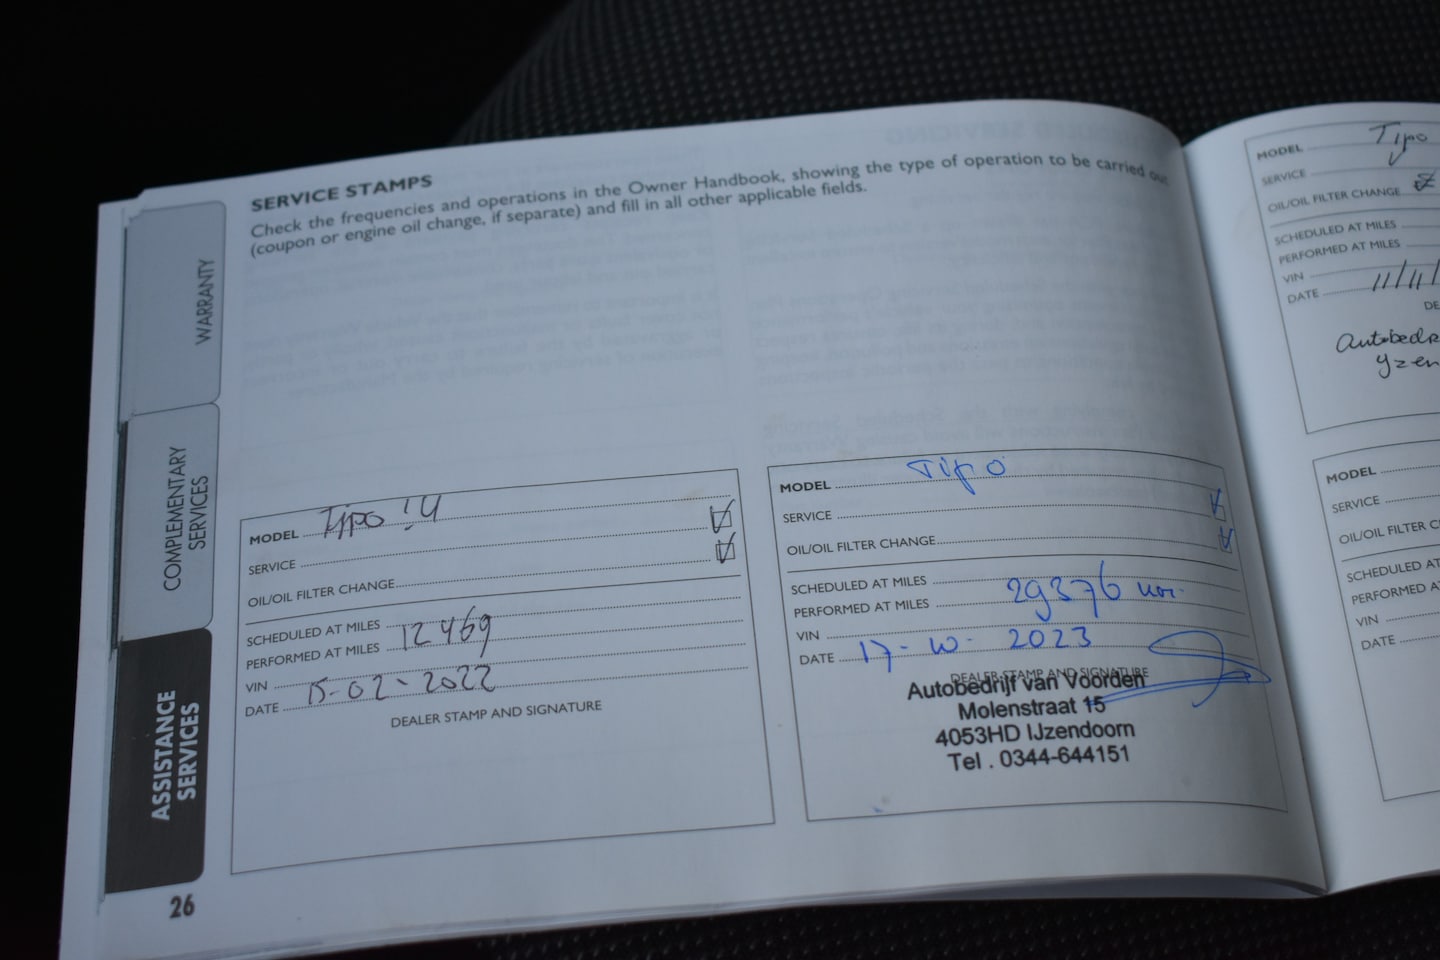 SERVICE STAMPS
Check the frequencies and operations in the Owner Handbook, showing the type of operation to be carried out
(coupon or engine oil change, if separate) and fill in all other applicable fields.
WARRANTY
COMPLEMENTARY
SERVICES
ASSISTANCE
SERVICES
MODEL Tipo 1.4
SERVICE
OIL/OIL FILTER CHANGE
SCHEDULED AT MILES
PERFORMED AT MILES 12469
VIN
DATE 15-02-2022
DEALER STAMP AND SIGNATURE
MODEL Tipo
SERVICE
OIL/OIL FILTER CHANGE
SCHEDULED AT MILES
PERFORMED AT MILES 29376
VIN
DATE 17-10-2023
DEALER STAMP AND SIGNATURE
Autobedrijf van Voorden
Molenstraat 15
4053HD IJzendoorn
Tel . 0344-644151
26
MODEL Tipo
SERVICE
OIL/OIL FILTER CHANGE
SCHEDULED AT MILES
PERFORMED AT MILES
VIN
DATE 11/11/
DE
Autobedr
Yzen
MODEL
SERVICE
OIL/OIL FILTER C
SCHEDULED AT
PERFORMED A
VIN
DATE